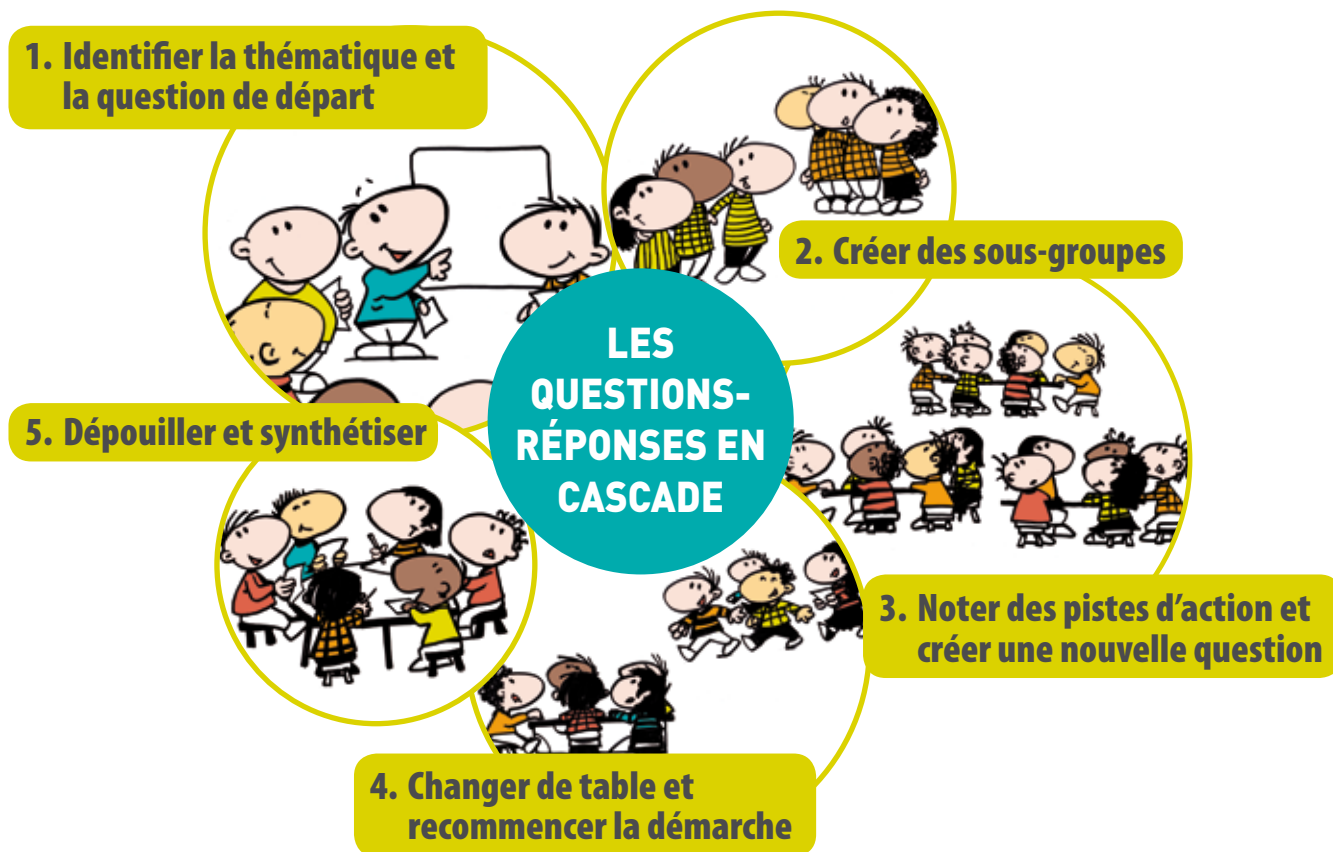 1. Identifier la thématique et
la question de départ
2. Créer des sous-groupes
LES
QUESTIONS-
RÉPONSES EN
CASCADE
3. Noter des pistes d’action et
créer une nouvelle question
4. Changer de table et
recommencer la démarche
5. Dépouiller et synthétiser